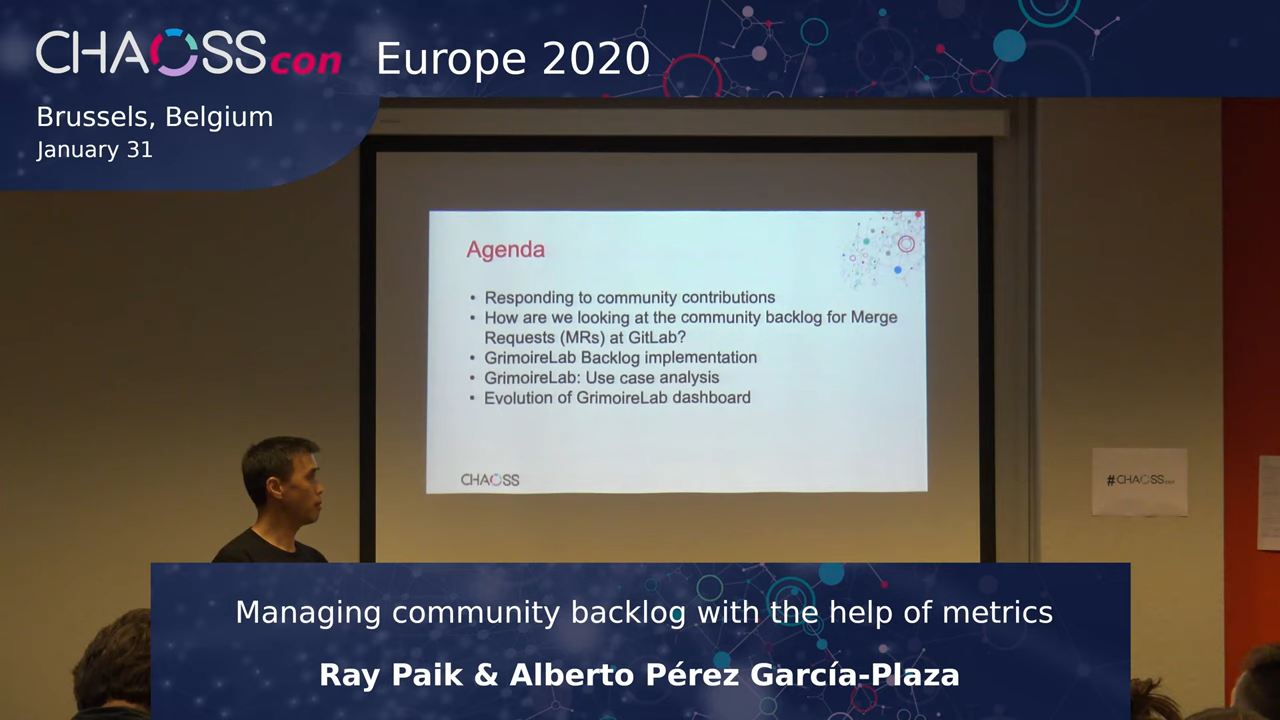 CHAOSScon Europe 2020
Brussels, Belgium
January 31
Agenda
• Responding to community contributions
• How are we looking at the community backlog for Merge
Requests (MRs) at GitLab?
• GrimoireLab Backlog implementation
• GrimoireLab: Use case analysis
• Evolution of GrimoireLab dashboard
CHAOSS
#CHAOSScon
Managing community backlog with the help of metrics
Ray Paik & Alberto Pérez García-Plaza